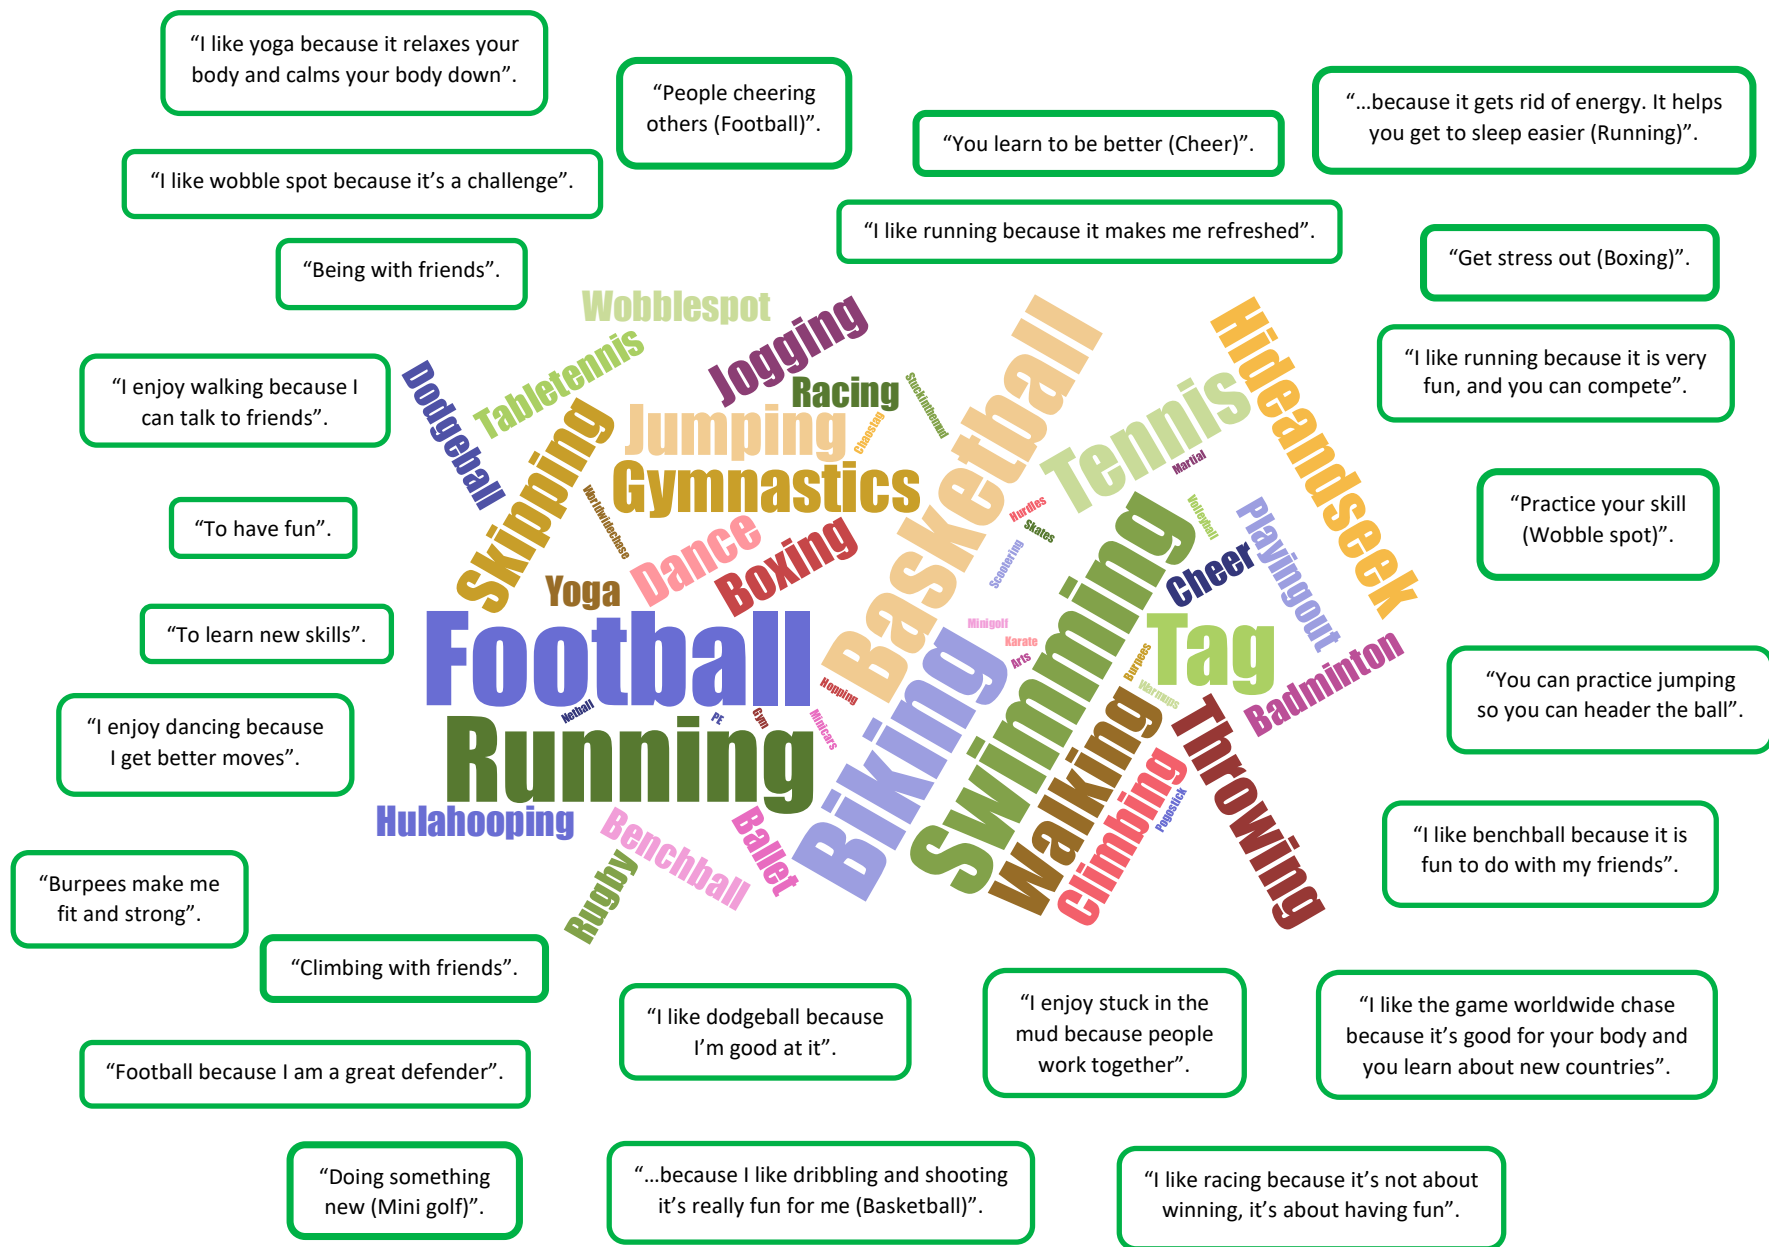 “I like yoga because it relaxes your
body and calms your body down”.
“People cheering
others (Football)”.
“…because it gets rid of energy. It helps
you get to sleep easier (Running)”.
“You learn to be better (Cheer)”.
“I like wobble spot because it’s a challenge”.
“I like running because it makes me refreshed”.
“Being with friends”.
“Get stress out (Boxing)”.
“I like running because it is very
fun, and you can compete”.
“I enjoy walking because I
can talk to friends”.
“Practice your skill
(Wobble spot)”.
“To have fun”.
“To learn new skills”.
“You can practice jumping
so you can header the ball”.
“I enjoy dancing because
I get better moves”.
“I like benchball because it is
fun to do with my friends”.
“Burpees make me
fit and strong”.
“Climbing with friends”.
Wobblespot
Tabletennis
Dodgeball
Jogging
Racing
Stuckinthemud
Chaostag
Jumping
Skipping
Gymnastics
Worldwidechase
Dance
Boxing
Yoga
Football
Netball
PE
Gym
Running
Hulahooping
Benchball
Rugby
Ballet
Minicars
Hopping
Basketball
Biking
Minigolf
Karate
Arts
Scootering
Hurdles
Skates
Tennis
Martial
Volleyball
Swimming
Hideandseek
Playingout
Cheer
Tag
Badminton
Burpees
Warmups
Walking
Climbing
Pogostick
Throwing
“I like dodgeball because
I’m good at it”.
“I enjoy stuck in the
mud because people
work together”.
“I like the game worldwide chase
because it’s good for your body and
you learn about new countries”.
“Football because I am a great defender”.
“Doing something
new (Mini golf)”.
“…because I like dribbling and shooting
it’s really fun for me (Basketball)”.
“I like racing because it’s not about
winning, it’s about having fun”.